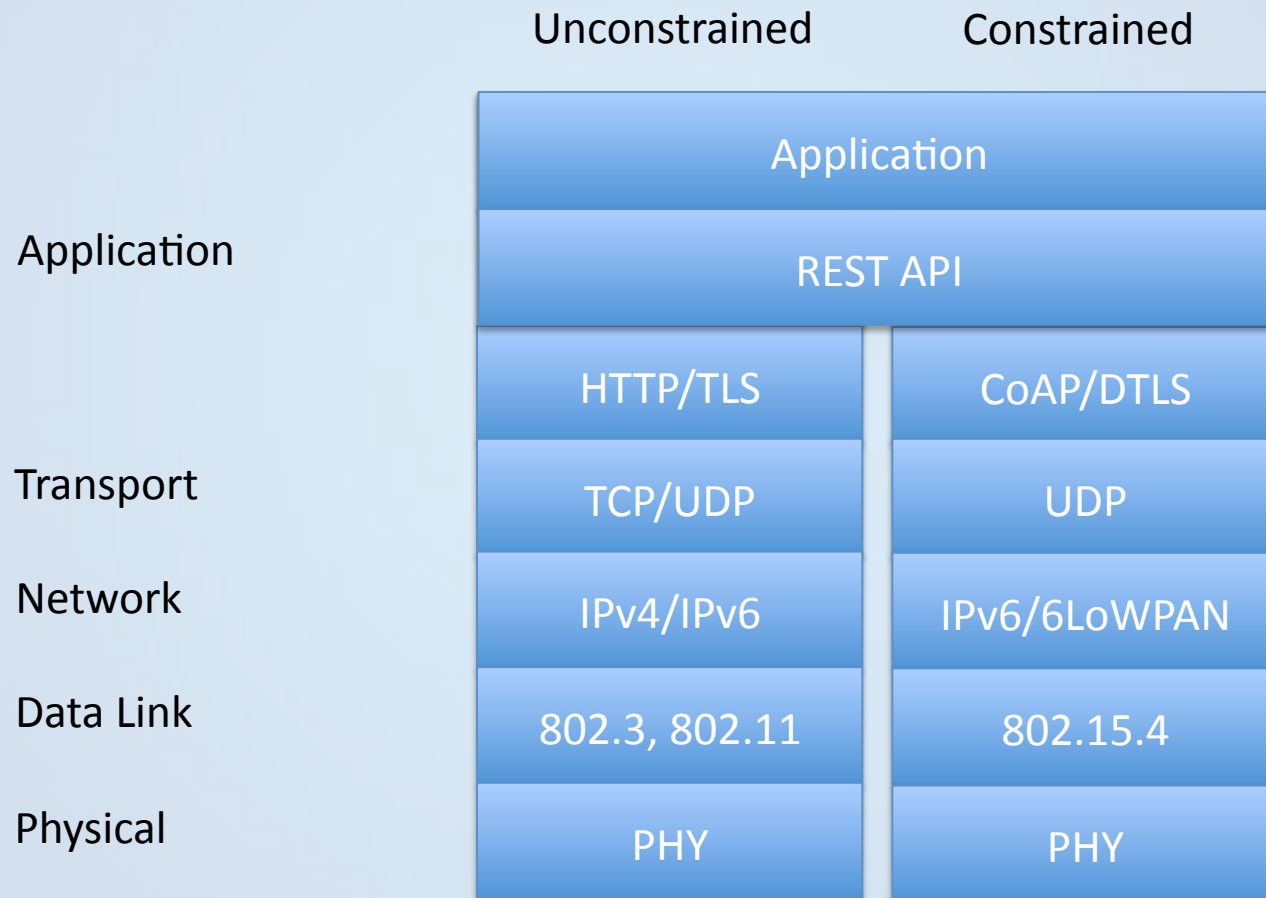 Unconstrained Constrained
Application
Application
REST API
HTTP/TLS CoAP/DTLS
Transport TCP/UDP UDP
Network IPv4/IPv6 IPv6/6LoWPAN
Data Link 802.3, 802.11 802.15.4
Physical PHY PHY